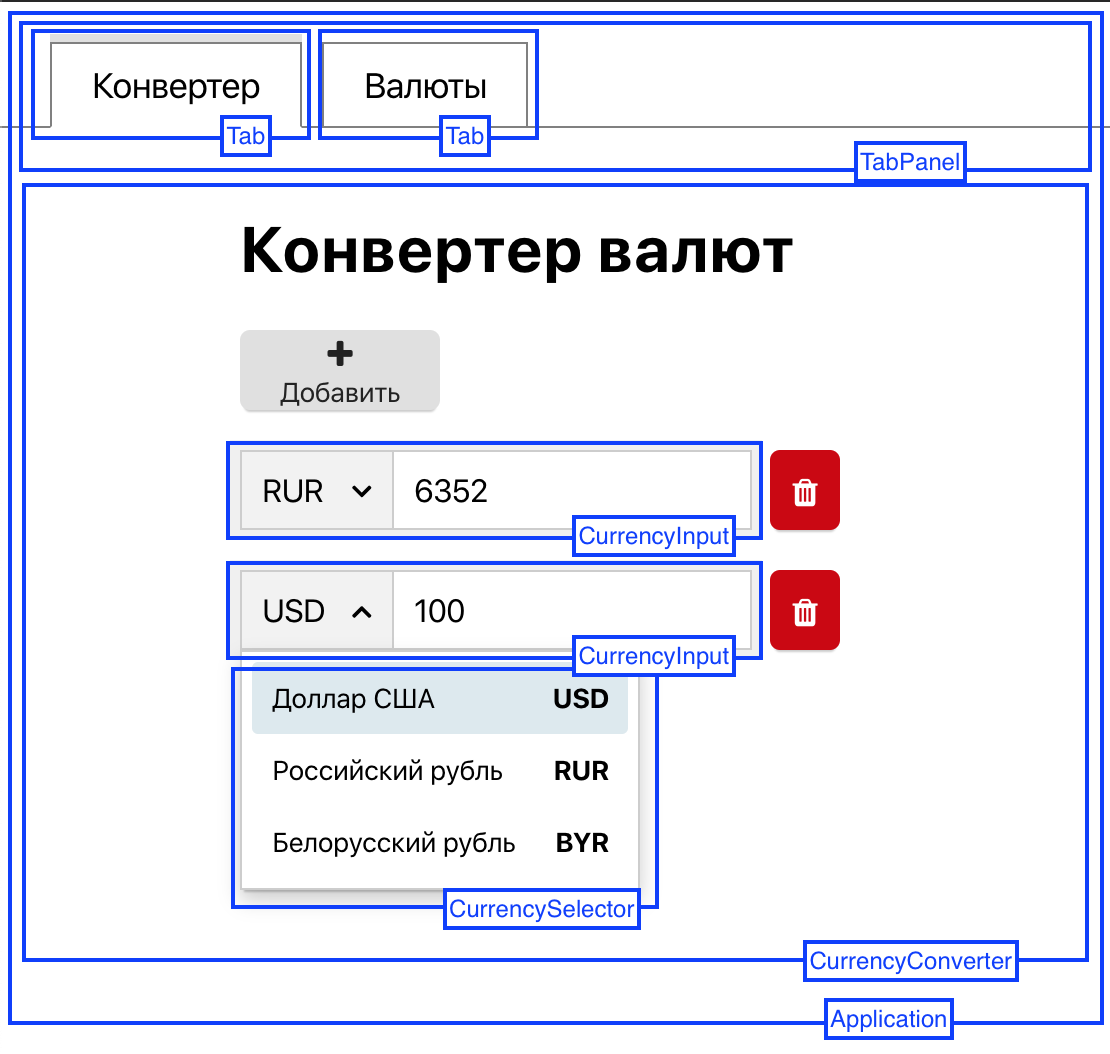 Конвертер
Валюты
Tab
Tab
TabPanel
Конвертер валют
Добавить
RUR
6352
CurrencyInput
USD
100
CurrencyInput
Доллар США USD
Российский рубль RUR
Белорусский рубль BYR
CurrencySelector
CurrencyConverter
Application